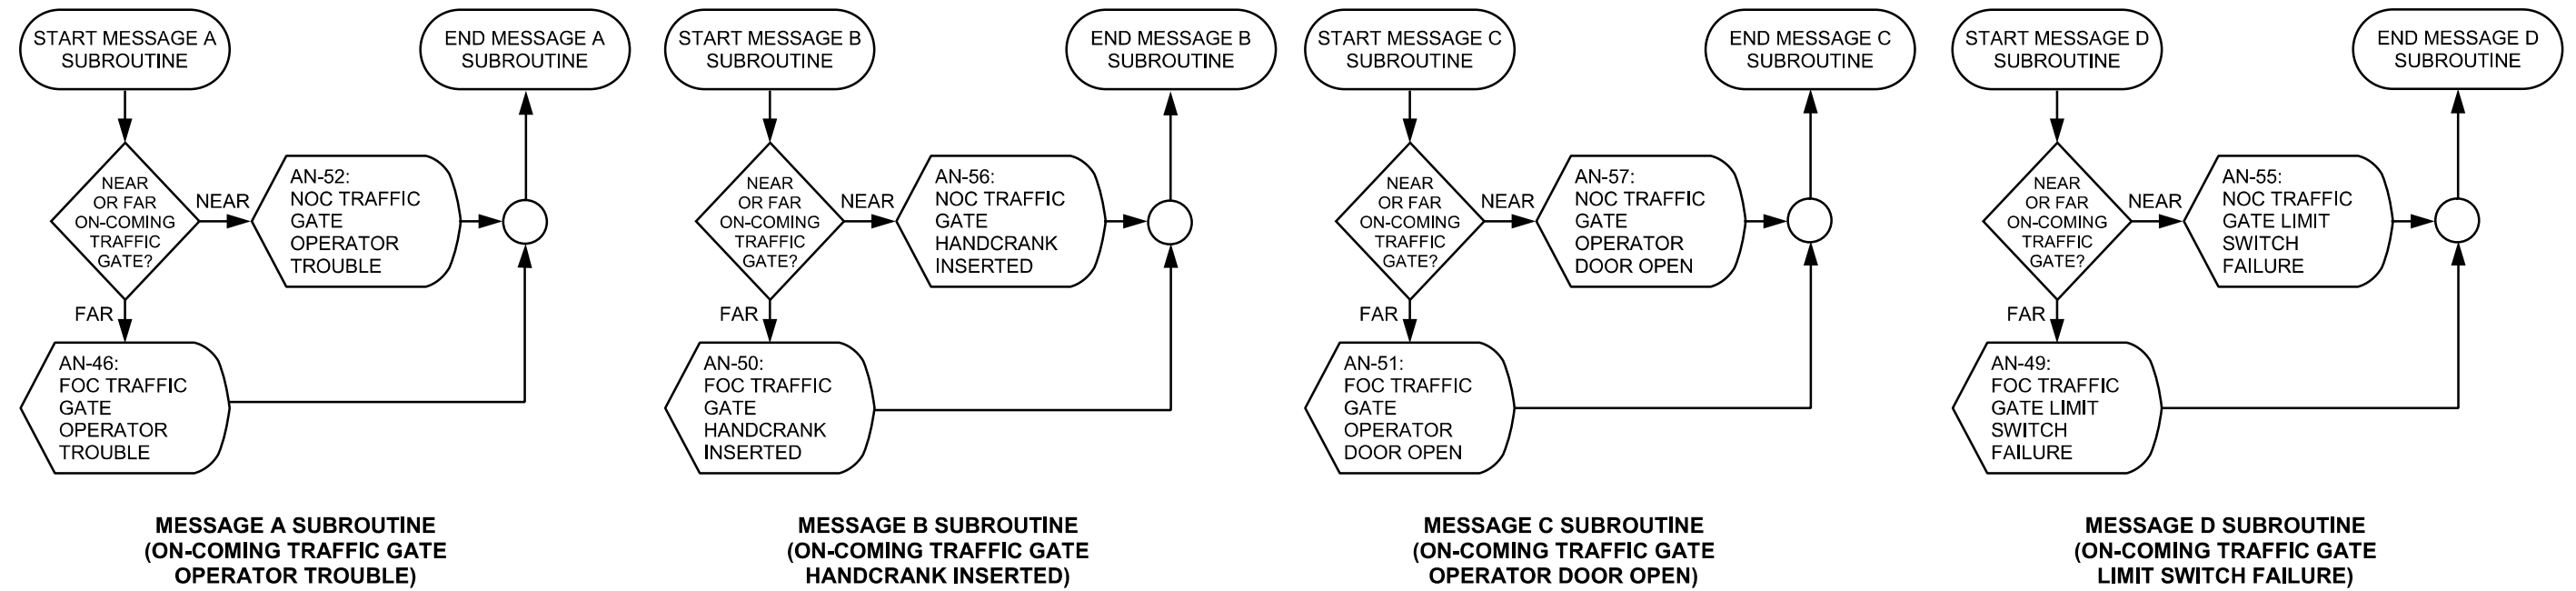 START MESSAGE A
SUBROUTINE
END MESSAGE A
SUBROUTINE
NEAR
OR FAR
ON-COMING
TRAFFIC
GATE?
NEAR
AN-52:
NOC TRAFFIC
GATE
OPERATOR
TROUBLE
FAR
AN-46:
FOC TRAFFIC
GATE
OPERATOR
TROUBLE
MESSAGE A SUBROUTINE
(ON-COMING TRAFFIC GATE
OPERATOR TROUBLE)
START MESSAGE B
SUBROUTINE
END MESSAGE B
SUBROUTINE
NEAR
OR FAR
ON-COMING
TRAFFIC
GATE?
NEAR
AN-56:
NOC TRAFFIC
GATE
HANDCRANK
INSERTED
FAR
AN-50:
FOC TRAFFIC
GATE
HANDCRANK
INSERTED
MESSAGE B SUBROUTINE
(ON-COMING TRAFFIC GATE
HANDCRANK INSERTED)
START MESSAGE C
SUBROUTINE
END MESSAGE C
SUBROUTINE
NEAR
OR FAR
ON-COMING
TRAFFIC
GATE?
NEAR
AN-57:
NOC TRAFFIC
GATE
OPERATOR
DOOR OPEN
FAR
AN-51:
FOC TRAFFIC
GATE
OPERATOR
DOOR OPEN
MESSAGE C SUBROUTINE
(ON-COMING TRAFFIC GATE
OPERATOR DOOR OPEN)
START MESSAGE D
SUBROUTINE
END MESSAGE D
SUBROUTINE
NEAR
OR FAR
ON-COMING
TRAFFIC
GATE?
NEAR
AN-55:
NOC TRAFFIC
GATE LIMIT
SWITCH
FAILURE
FAR
AN-49:
FOC TRAFFIC
GATE LIMIT
SWITCH
FAILURE
MESSAGE D SUBROUTINE
(ON-COMING TRAFFIC GATE
LIMIT SWITCH FAILURE)